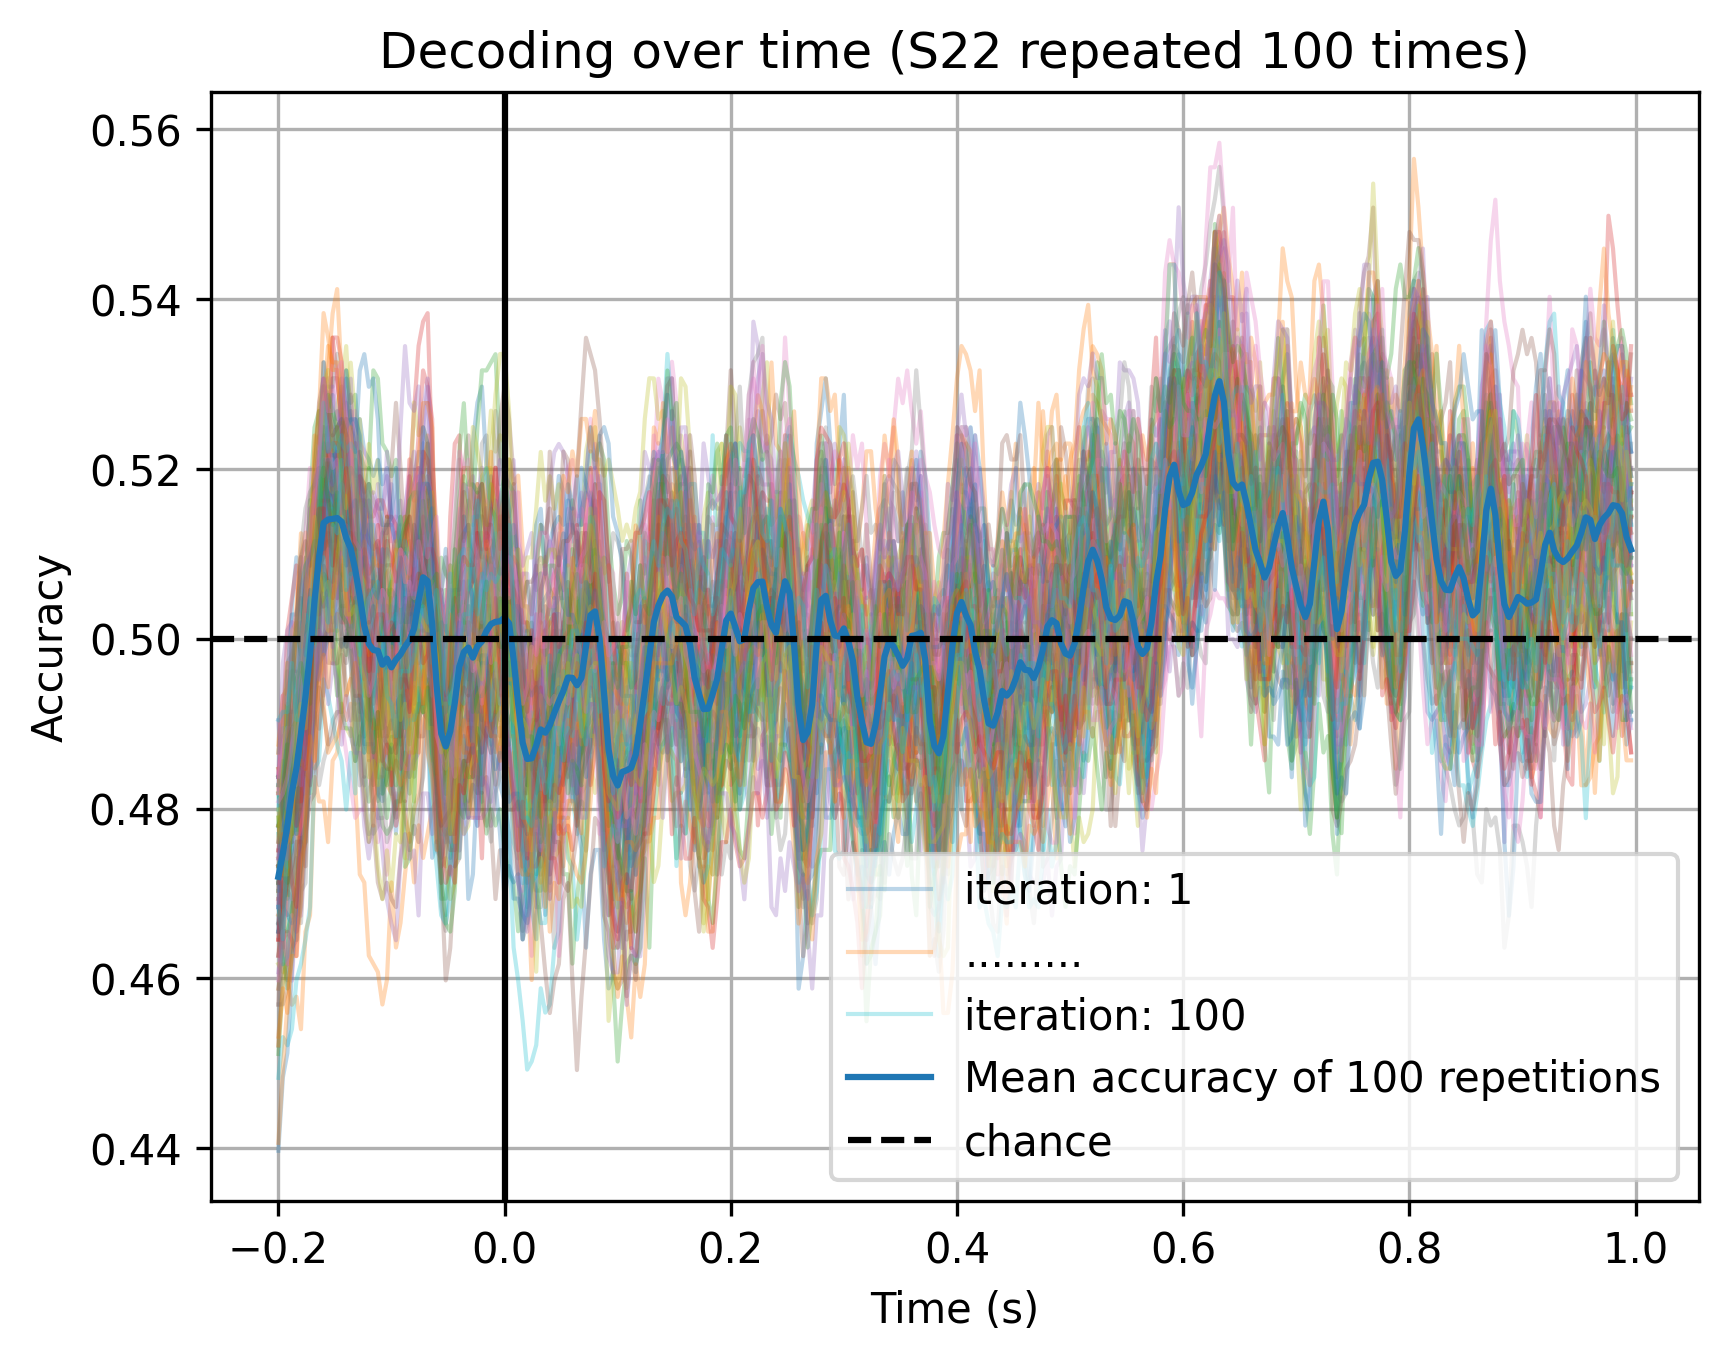 Decoding over time (S22 repeated 100 times)
0.56
0.54
0.52
0.50
0.48
0.46
0.44
Accuracy
iteration: 1
.........
iteration: 100
Mean accuracy of 100 repetitions
chance
−0.2 0.0 0.2 0.4 0.6 0.8 1.0
Time (s)